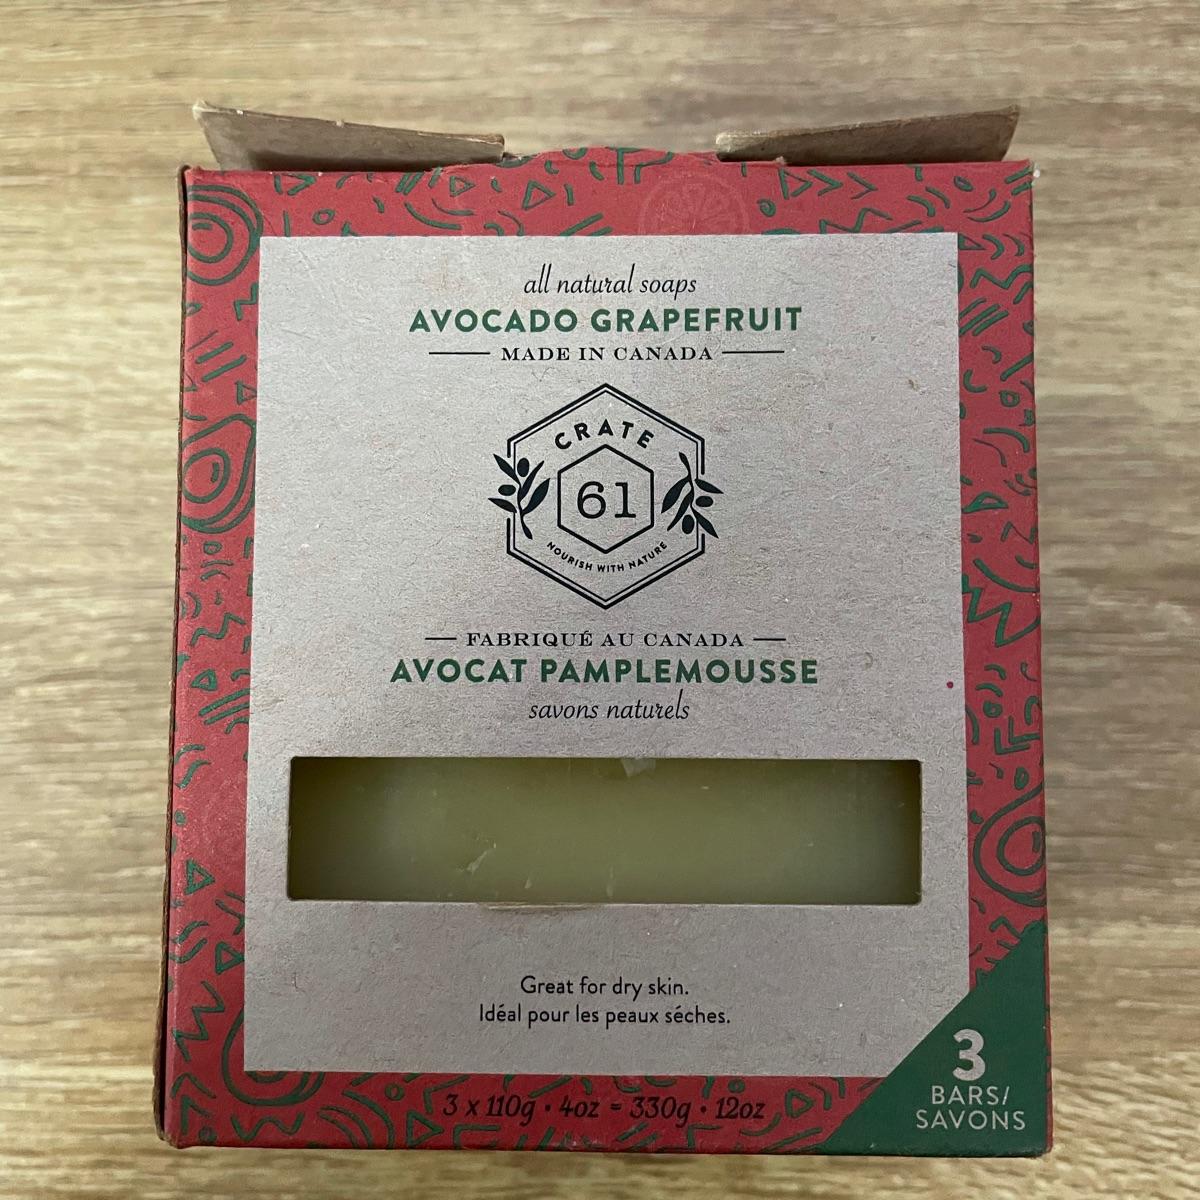 all natural soaps
AVOCADO GRAPEFRUIT
MADE IN CANADA
CRATE
61
NOURISH WITH NATURE
FABRIQUÉ AU CANADA
AVOCAT PAMPLEMOUSSE
savons naturels
Great for dry skin.
Idéal pour les peaux séches.
3 x 110g · 4oz = 330g · 12oz
3
BARS/
SAVONS